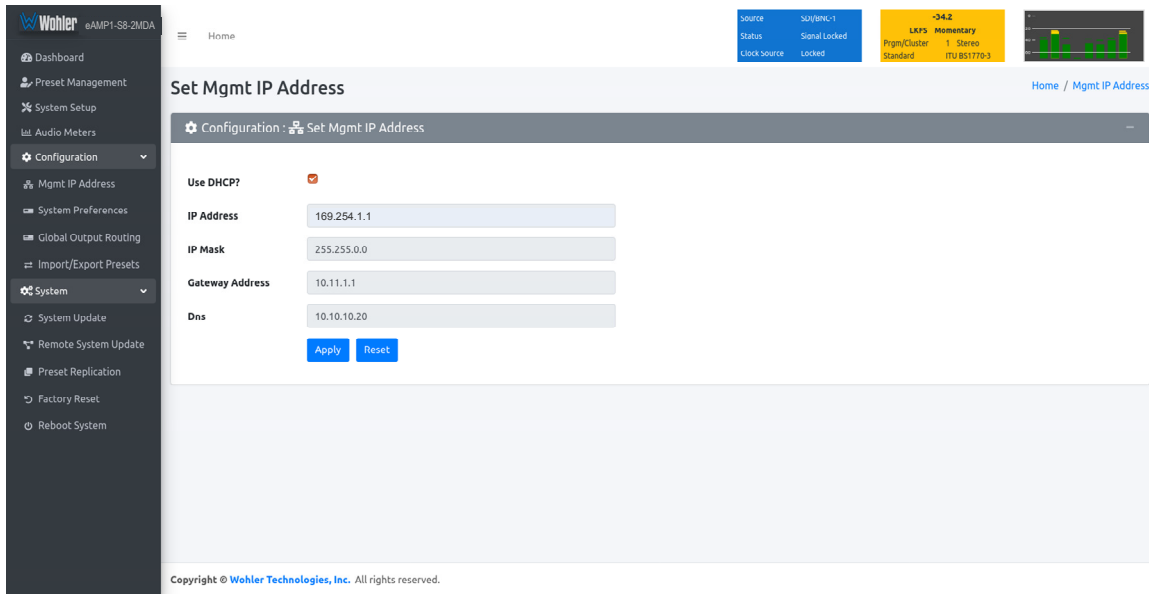 Wohler eAMP1-S8-2MDA
Dashboard
Preset Management
System Setup
Audio Meters
Configuration
Mgmt IP Address
System Preferences
Global Output Routing
Import/Export Presets
System
System Update
Remote System Update
Preset Replication
Factory Reset
Reboot System
Home
Source SDI/BNC-1
Status Signal Locked
Clock Source Locked
-34.2
LKFS Momentary
Prgm/Cluster 1 Stereo
Standard ITU BS1770-3
Set Mgmt IP Address
Home / Mgmt IP Address
Configuration : Set Mgmt IP Address
Use DHCP?
IP Address 169.254.1.1
IP Mask 255.255.0.0
Gateway Address 10.11.1.1
Dns 10.10.10.20
Apply Reset
Copyright © Wohler Technologies, Inc. All rights reserved.